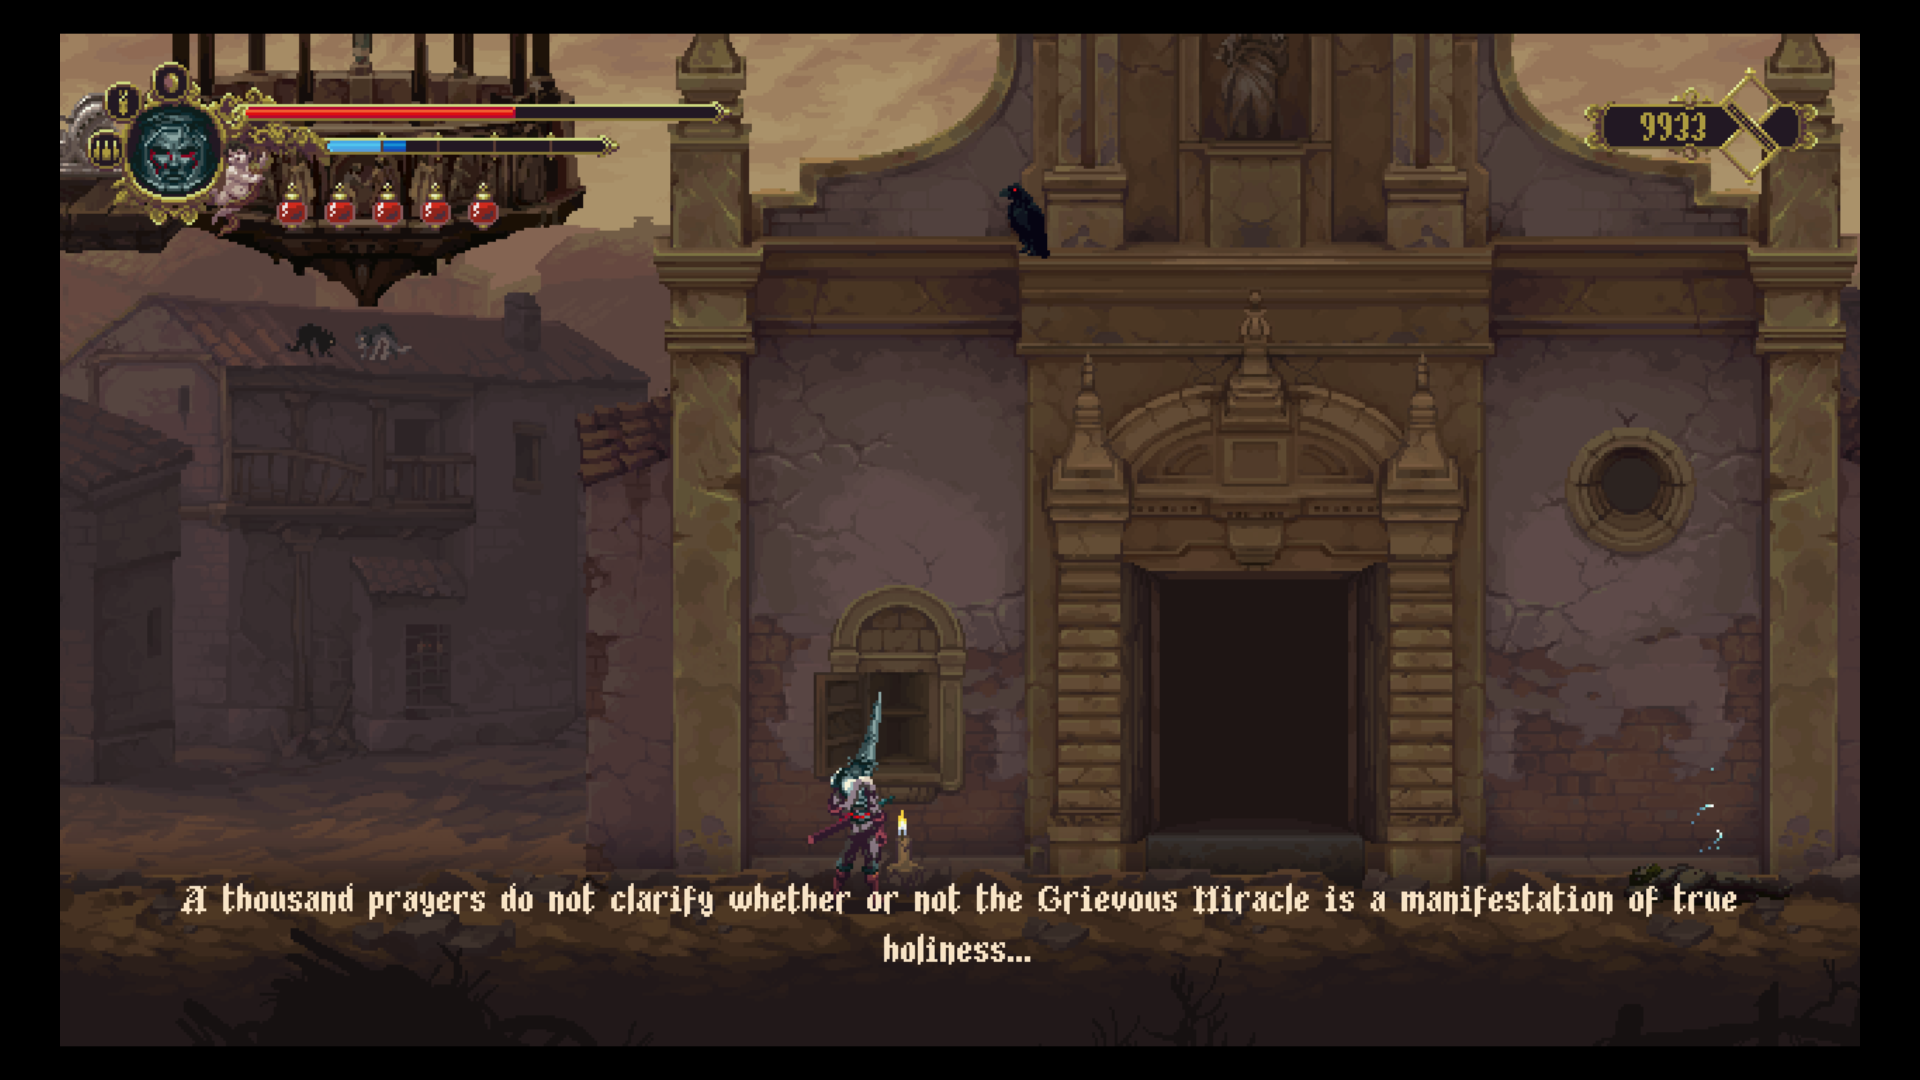 9933
A thousand prayers do not clarify whether or not the Grievous Miracle is a manifestation of true
holiness...